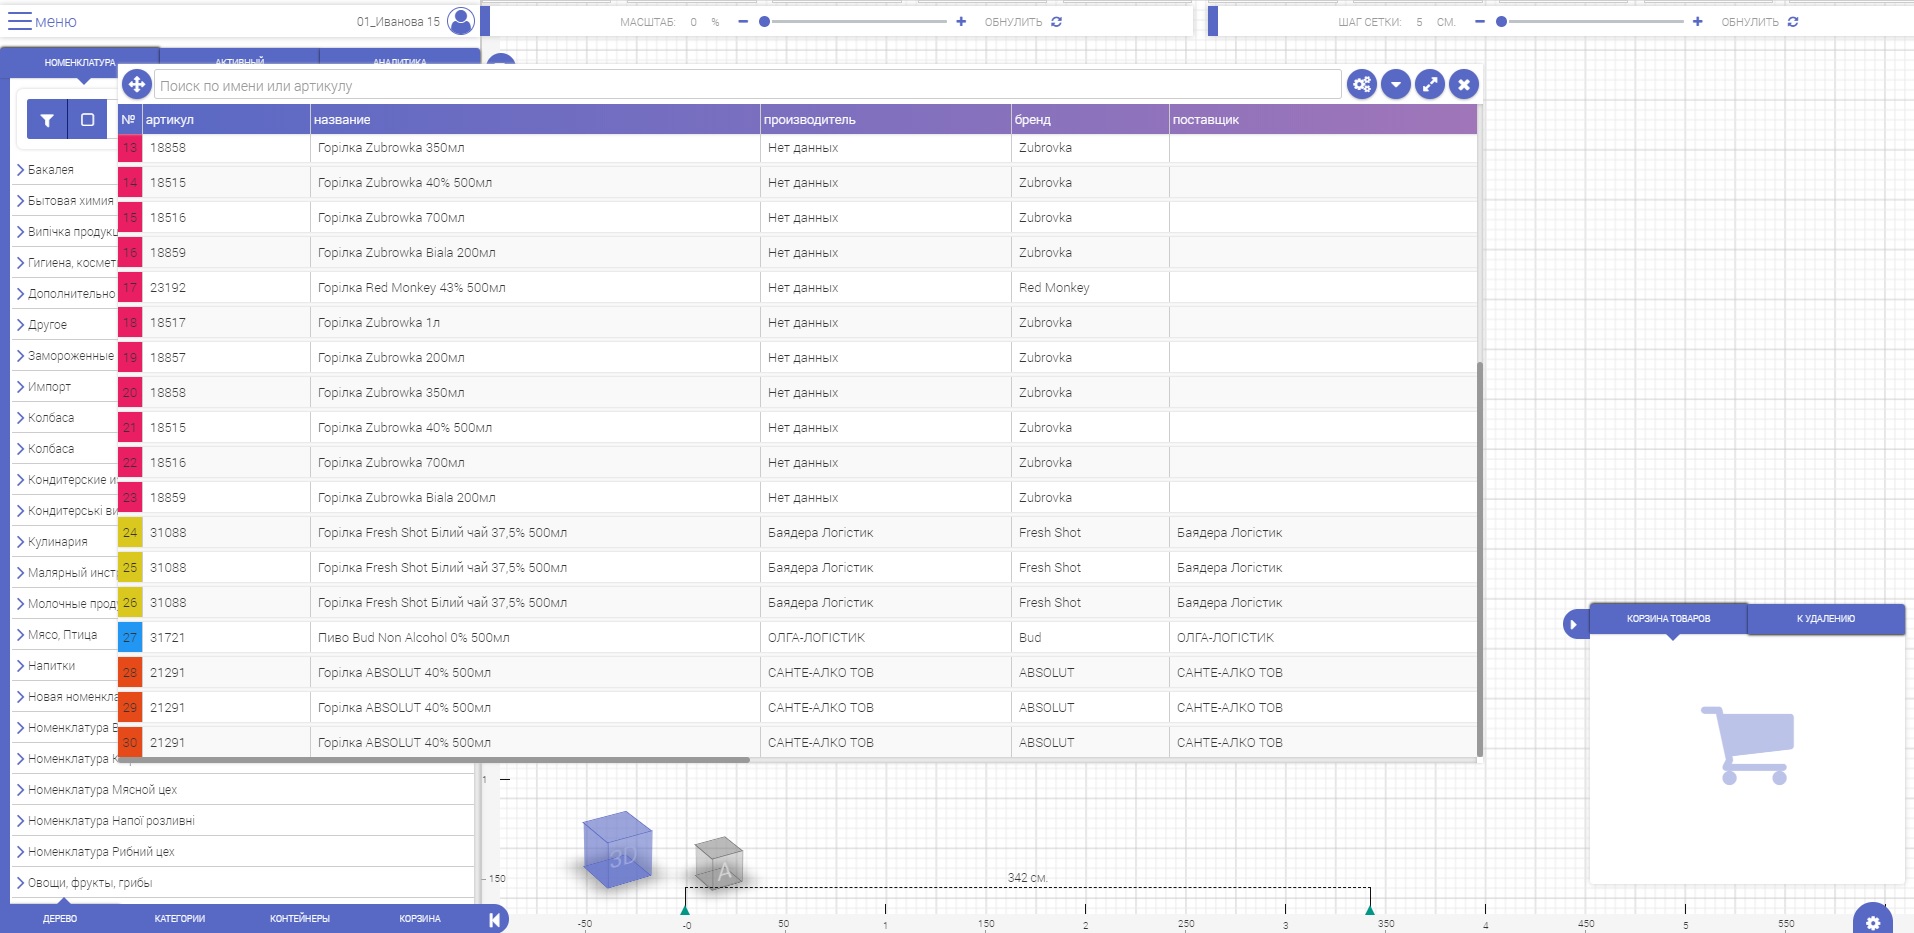 меню
01_Иванова 15
МАСШТАБ: 0 %
ОБНУЛИТЬ
ШАГ СЕТКИ: 5 СМ.
ОБНУЛИТЬ
НОМЕНКЛАТУРА
АКТИВНЫЙ
АНАЛИТИКА
Поиск по имени или артикулу
№ артикул название производитель бренд поставщик
13 18858 Горілка Zubrowka 350мл Нет данных Zubrovka
14 18515 Горілка Zubrowka 40% 500мл Нет данных Zubrovka
15 18516 Горілка Zubrowka 700мл Нет данных Zubrovka
16 18859 Горілка Zubrowka Biala 200мл Нет данных Zubrovka
17 23192 Горілка Red Monkey 43% 500мл Нет данных Red Monkey
18 18517 Горілка Zubrowka 1л Нет данных Zubrovka
19 18857 Горілка Zubrowka 200мл Нет данных Zubrovka
20 18858 Горілка Zubrowka 350мл Нет данных Zubrovka
21 18515 Горілка Zubrowka 40% 500мл Нет данных Zubrovka
22 18516 Горілка Zubrowka 700мл Нет данных Zubrovka
23 18859 Горілка Zubrowka Biala 200мл Нет данных Zubrovka
24 31088 Горілка Fresh Shot Білий чай 37,5% 500мл Баядера Логістик Fresh Shot Баядера Логістик
25 31088 Горілка Fresh Shot Білий чай 37,5% 500мл Баядера Логістик Fresh Shot Баядера Логістик
26 31088 Горілка Fresh Shot Білий чай 37,5% 500мл Баядера Логістик Fresh Shot Баядера Логістик
27 31721 Пиво Bud Non Alcohol 0% 500мл ОЛГА-ЛОГІСТИК Bud ОЛГА-ЛОГІСТИК
28 21291 Горілка ABSOLUT 40% 500мл САНТЕ-АЛКО ТОВ ABSOLUT САНТЕ-АЛКО ТОВ
29 21291 Горілка ABSOLUT 40% 500мл САНТЕ-АЛКО ТОВ ABSOLUT САНТЕ-АЛКО ТОВ
30 21291 Горілка ABSOLUT 40% 500мл САНТЕ-АЛКО ТОВ ABSOLUT САНТЕ-АЛКО ТОВ
Бакалея
Бытовая химия
Випічка продукц
Гигиена, космет
Дополнительно
Другое
Замороженные
Импорт
Колбаса
Колбаса
Кондитерские и
Кондитерські ви
Кулинария
Малярный инст
Молочные прод
Мясо, Птица
Напитки
Новая номенкла
Номенклатура В
Номенклатура
Номенклатура Мясной цех
Номенклатура Напої розливні
Номенклатура Рибний цех
Овощи, фрукты, грибы
ДЕРЕВО
КАТЕГОРИИ
КОНТЕЙНЕРЫ
КОРЗИНА
КОРЗИНА ТОВАРОВ
К УДАЛЕНИЮ
1
150
3D
A
342 см.
-50 -0 50 1 150 2 250 3 350 4 450 5 550